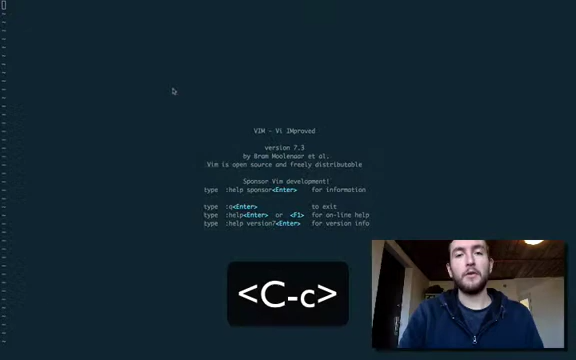 VIM - Vi IMproved
version 7.3
by Bram Moolenaar et al.
Vim is open source and freely distributable
Sponsor Vim development!
type :help sponsor<Enter> for information
type :q<Enter> to exit
type :help<Enter> or <F1> for on-line help
type :help version7<Enter> for version info
<C-c>